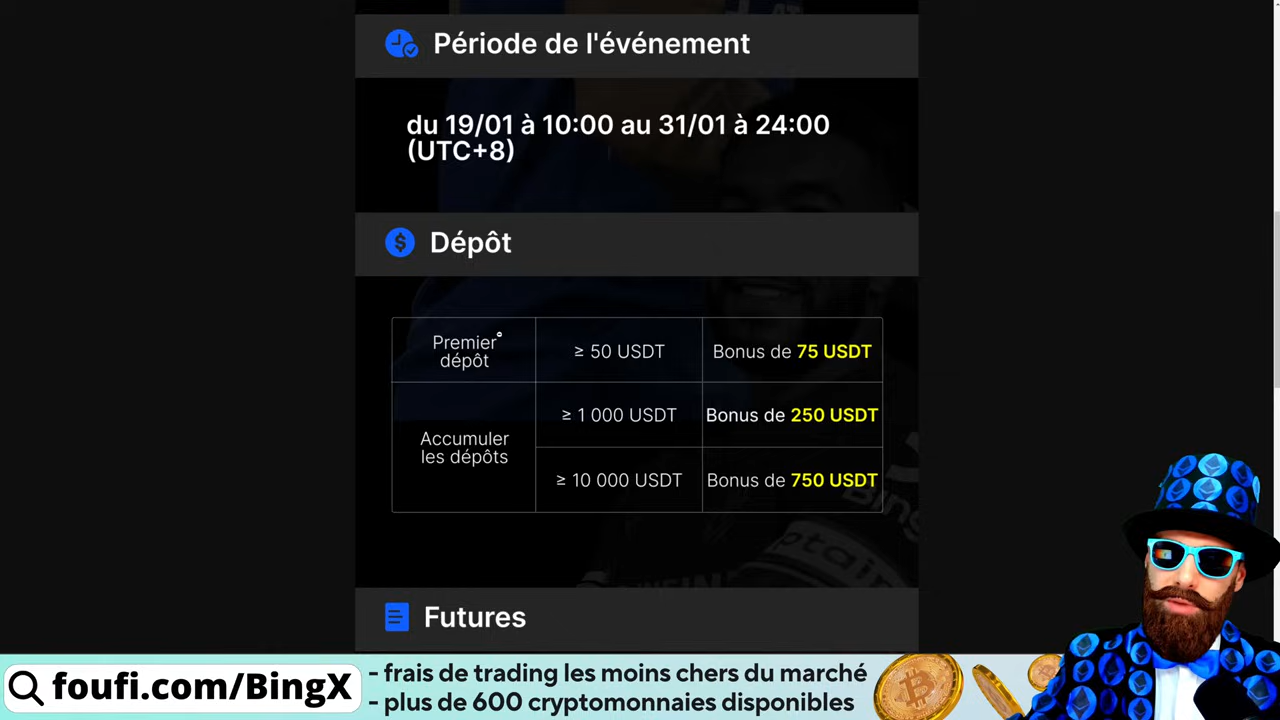 Période de l'événement
du 19/01 à 10:00 au 31/01 à 24:00
(UTC+8)
Dépôt
Premier
dépôt
≥ 50 USDT
Bonus de 75 USDT
Accumuler
les dépôts
≥ 1 000 USDT
Bonus de 250 USDT
≥ 10 000 USDT
Bonus de 750 USDT
Futures
foufi.com/BingX
- frais de trading les moins chers du marché
- plus de 600 cryptomonnaies disponibles